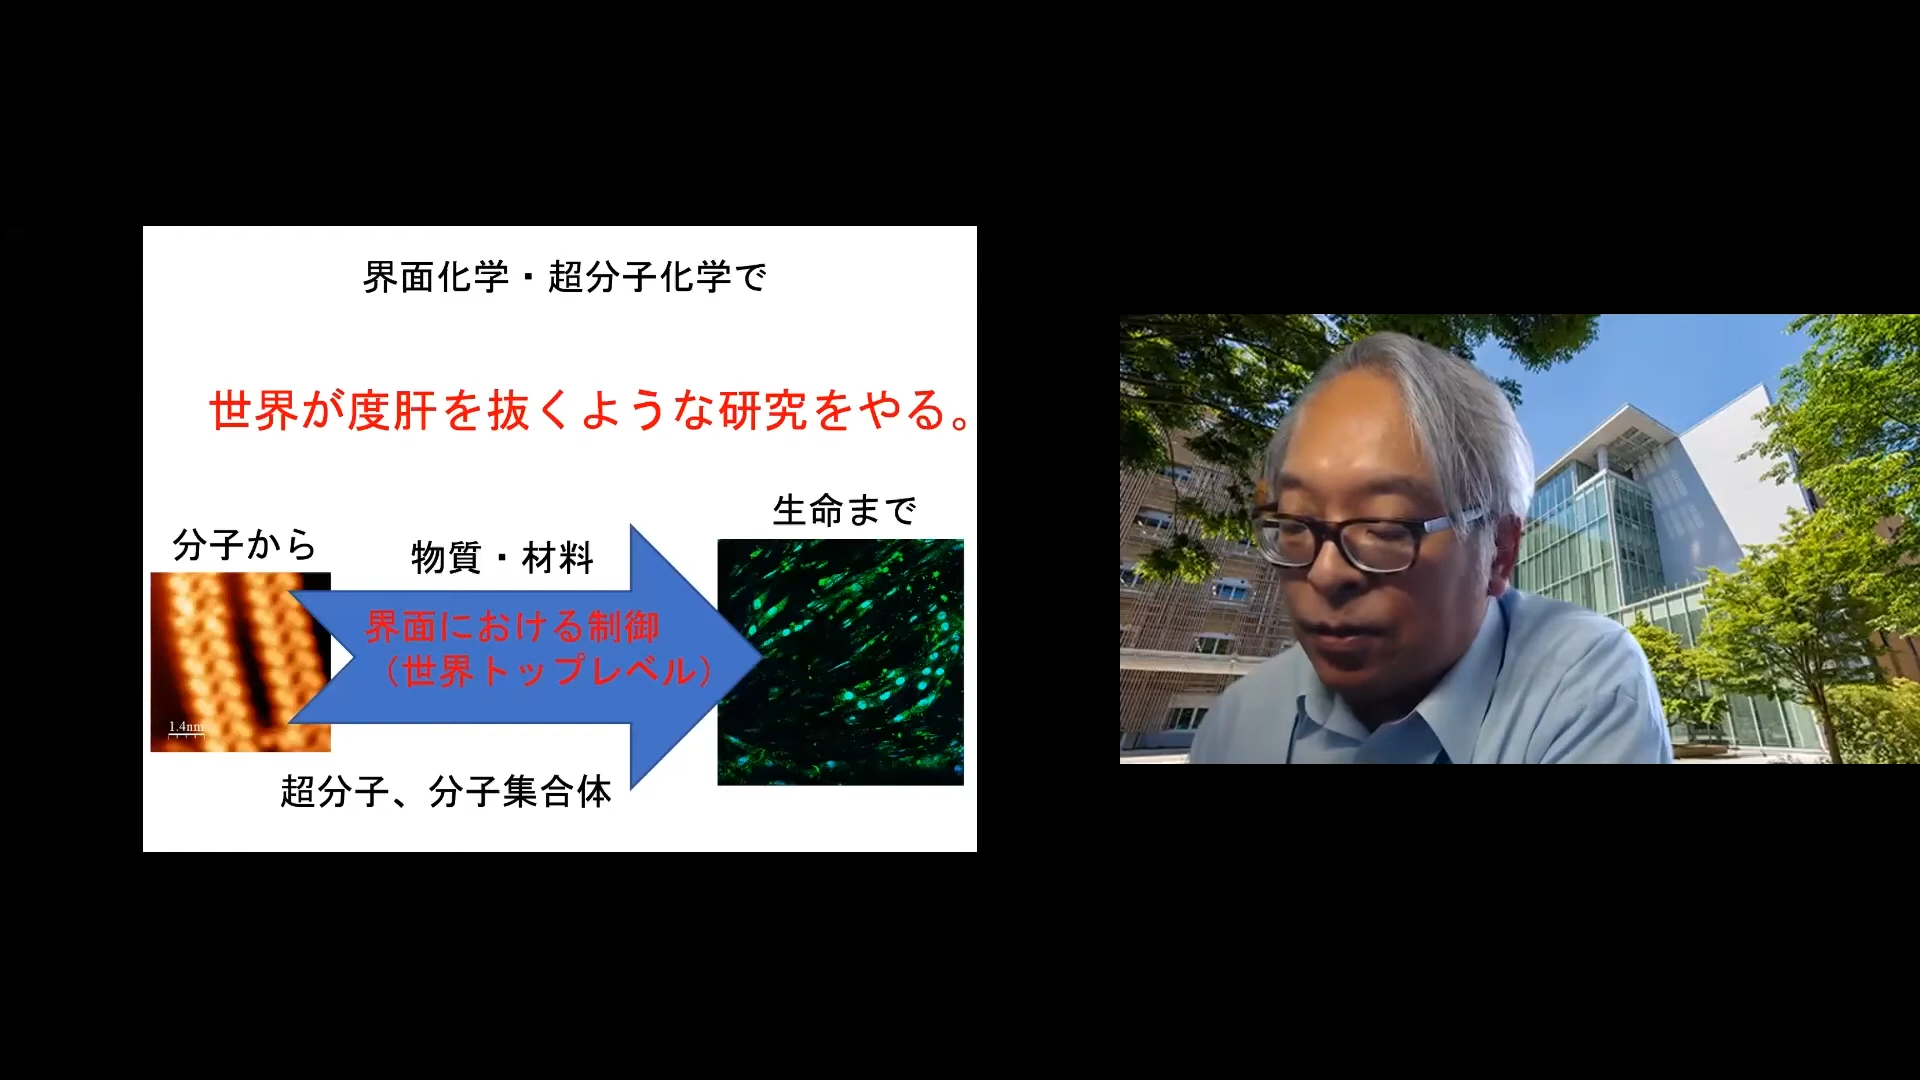 界面化学・超分子化学で
世界が度肝を抜くような研究をやる。
生命まで
分子から
物質・材料
界面における制御
（世界トップレベル）
1.4nm
超分子、分子集合体